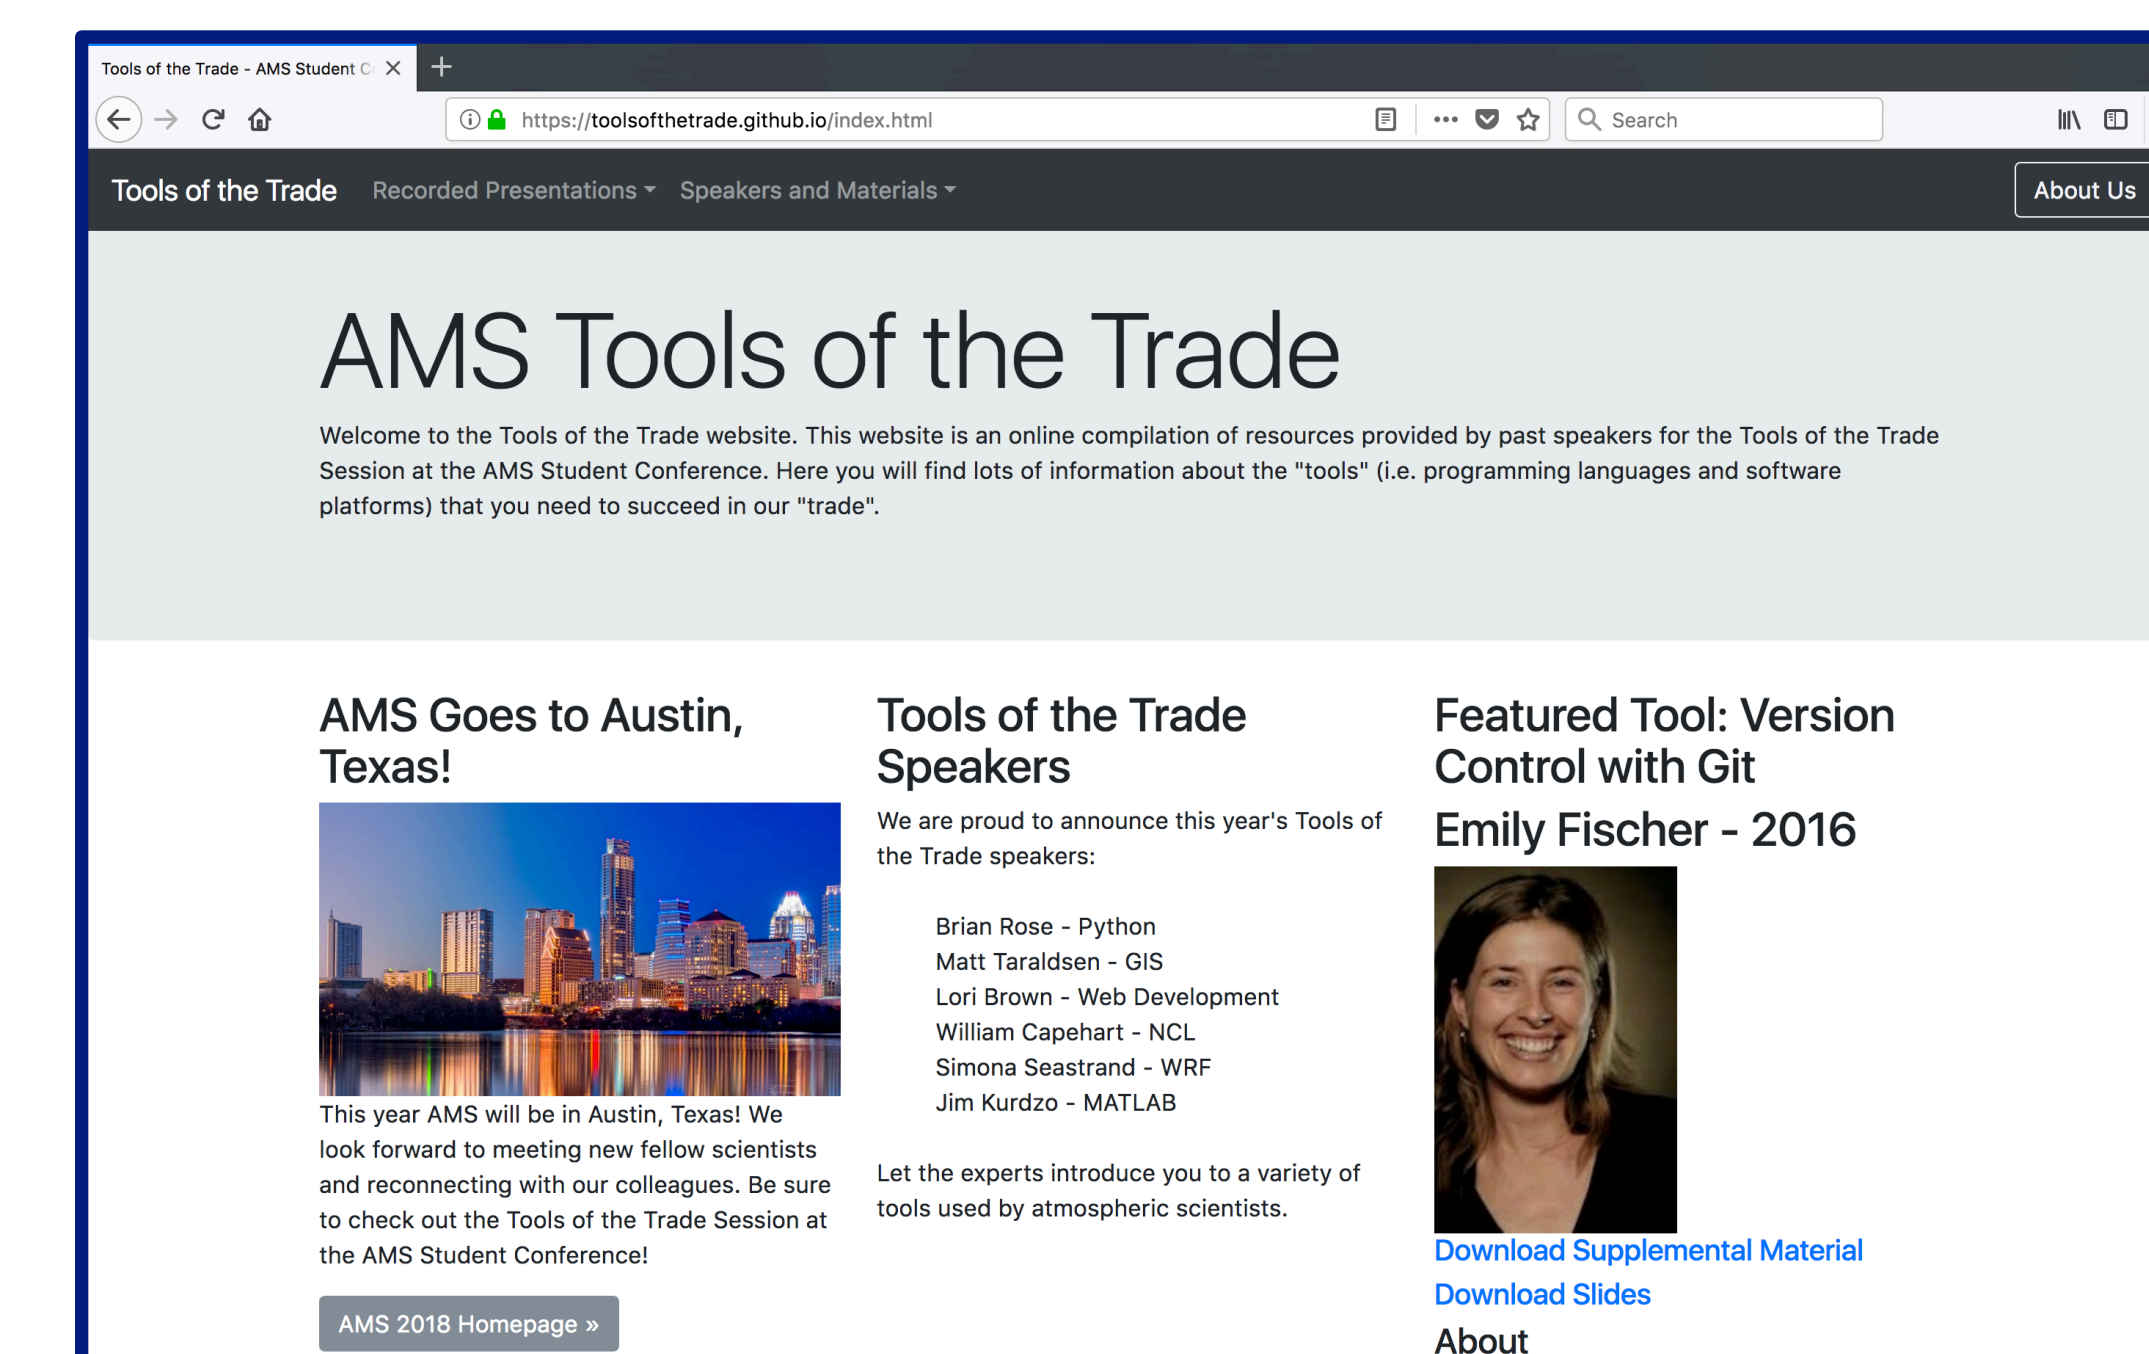 Tools of the Trade - AMS Student C
https://toolsofthetrade.github.io/index.html
Search
Tools of the Trade
Recorded Presentations
Speakers and Materials
About Us
AMS Tools of the Trade
Welcome to the Tools of the Trade website. This website is an online compilation of resources provided by past speakers for the Tools of the Trade
Session at the AMS Student Conference. Here you will find lots of information about the "tools" (i.e. programming languages and software
platforms) that you need to succeed in our "trade".
AMS Goes to Austin,
Texas!
This year AMS will be in Austin, Texas! We
look forward to meeting new fellow scientists
and reconnecting with our colleagues. Be sure
to check out the Tools of the Trade Session at
the AMS Student Conference!
AMS 2018 Homepage »
Tools of the Trade
Speakers
We are proud to announce this year's Tools of
the Trade speakers:
Brian Rose - Python
Matt Taraldsen - GIS
Lori Brown - Web Development
William Capehart - NCL
Simona Seastrand - WRF
Jim Kurdzo - MATLAB
Let the experts introduce you to a variety of
tools used by atmospheric scientists.
Featured Tool: Version
Control with Git
Emily Fischer - 2016
Download Supplemental Material
Download Slides
About